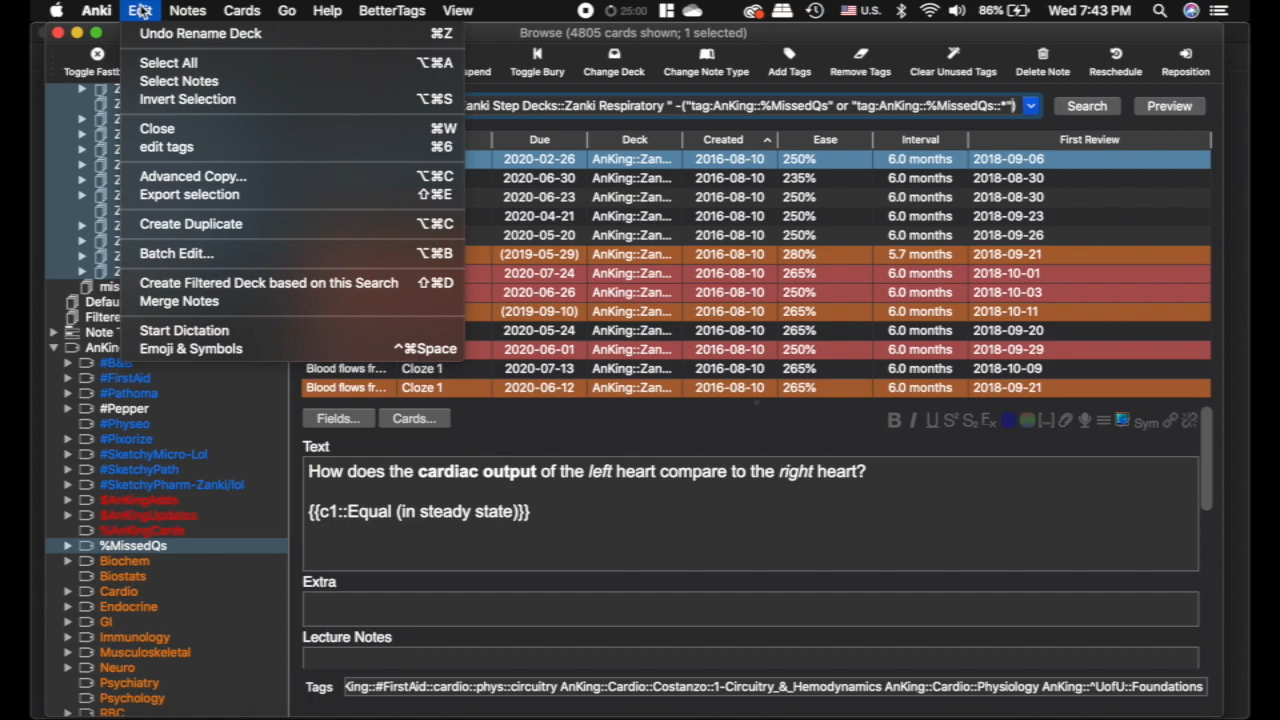 Anki Edit Notes Cards Go Help BetterTags View 25:00 U.S. 86% Wed 7:43 PM
Browse (4805 cards shown; 1 selected)
Undo Rename Deck ⌘Z
Select All ⌥⌘A
Select Notes
Invert Selection ⌥⌘S
Close ⌘W
edit tags ⌘6
Advanced Copy... ⌥⌘C
Export selection ⇧⌘E
Create Duplicate ⌥⌘C
Batch Edit... ⌥⌘B
Create Filtered Deck based on this Search ⇧⌘D
Merge Notes
Start Dictation
Emoji & Symbols ^⌘Space
Toggle Bury Change Deck Change Note Type Add Tags Remove Tags Clear Unused Tags Delete Note Reschedule Reposition
anki Step Decks::Zanki Respiratory " -("tag:AnKing::%MissedQs" or "tag:AnKing::%MissedQs::*") Search Preview
Due Deck Created Ease Interval First Review
2020-02-26 AnKing::Zan... 2016-08-10 250% 6.0 months 2018-09-06
2020-06-30 AnKing::Zan... 2016-08-10 235% 6.0 months 2018-08-30
2020-06-23 AnKing::Zan... 2016-08-10 250% 6.0 months 2018-08-30
2020-04-21 AnKing::Zan... 2016-08-10 250% 6.0 months 2018-09-23
2020-05-20 AnKing::Zan... 2016-08-10 250% 6.0 months 2018-09-26
(2019-05-29) AnKing::Zan... 2016-08-10 280% 5.7 months 2018-09-21
2020-07-24 AnKing::Zan... 2016-08-10 265% 6.0 months 2018-10-01
2020-06-26 AnKing::Zan... 2016-08-10 265% 6.0 months 2018-10-03
(2019-09-10) AnKing::Zan... 2016-08-10 265% 6.0 months 2018-10-11
2020-05-24 AnKing::Zan... 2016-08-10 265% 6.0 months 2018-09-20
2020-06-01 AnKing::Zan... 2016-08-10 250% 6.0 months 2018-09-29
Blood flows fr... Cloze 1 2020-07-13 AnKing::Zan... 2016-08-10 265% 6.0 months 2018-10-09
Blood flows fr... Cloze 1 2020-06-12 AnKing::Zan... 2016-08-10 265% 6.0 months 2018-09-21
#B&B
#FirstAid
#Pathoma
#Pepper
#Physeo
#Pixorize
#SketchyMicro-Lol
#SketchyPath
#SketchyPharm-Zanki/lol
$AnKingAdds
$AnKingUpdates
%AnKingCards
%MissedQs
Biochem
Biostats
Cardio
Endocrine
GI
Immunology
Musculoskeletal
Neuro
Psychiatry
Psychology
RBC
Fields... Cards...
Text
How does the cardiac output of the left heart compare to the right heart?
{{c1::Equal (in steady state)}}
Extra
Lecture Notes
Tags King::#FirstAid::cardio::phys::circuitry AnKing::Cardio::Costanzo::1-Circuitry_&_Hemodynamics AnKing::Cardio::Physiology AnKing::^UofU::Foundations